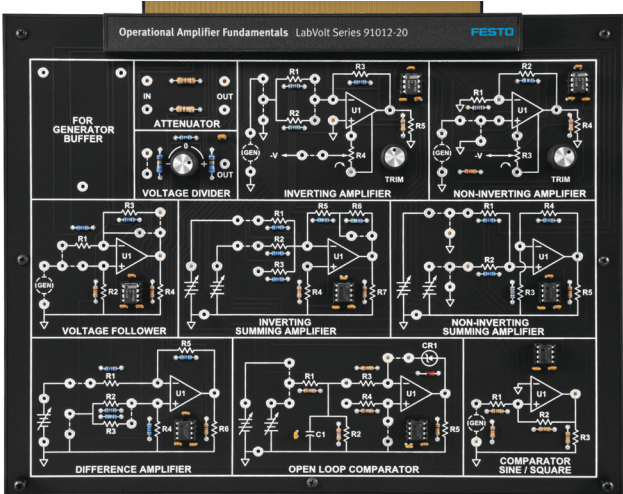 Operational Amplifier Fundamentals LabVolt Series 91012-20 FESTO
FOR
GENERATOR
BUFFER
IN OUT
ATTENUATOR
0
- +
OUT
VOLTAGE DIVIDER
R1 R3
R2
U1
R5
(GEN)
-V R4
TRIM
INVERTING AMPLIFIER
R2
R1
U1
R4
(GEN)
-V R3
TRIM
NON-INVERTING AMPLIFIER
R3
R1
U1
(GEN)
R2 R4
VOLTAGE FOLLOWER
R1 R5 R6
R2
U1
R3
R4 R7
INVERTING
SUMMING AMPLIFIER
R1 R4
R2 U1
R3 R5
NON-INVERTING
SUMMING AMPLIFIER
R5
R1
U1
R2
R3 R4 R6
DIFFERENCE AMPLIFIER
CR1
R1 R3
R4 U1
C1 R2 R5
OPEN LOOP COMPARATOR
R1 U1
(GEN)
R2
R3
COMPARATOR
SINE / SQUARE